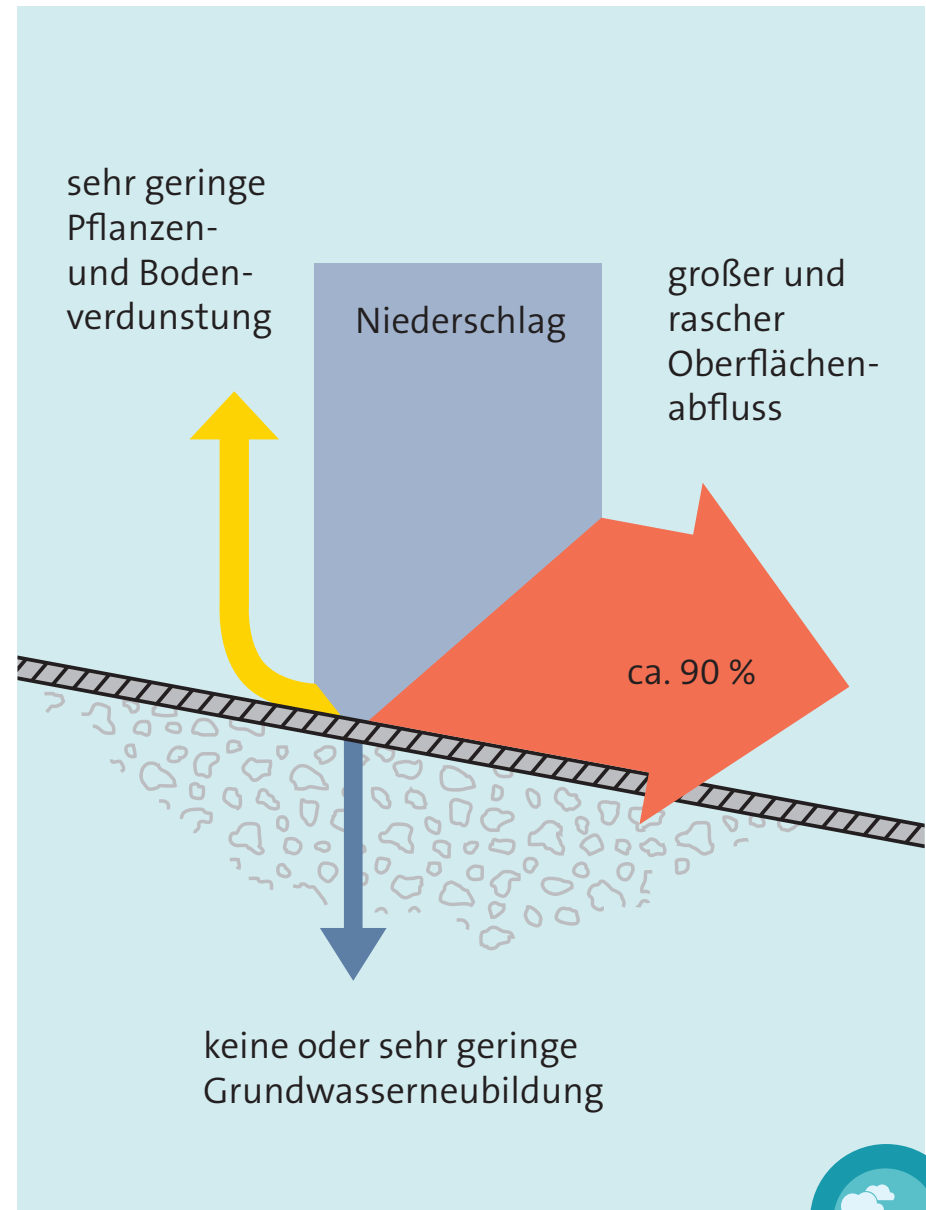 sehr geringe
Pflanzen-
und Boden-
verdunstung
Niederschlag
großer und
rascher
Oberflächen-
abfluss
ca. 90 %
keine oder sehr geringe
Grundwasserneubildung